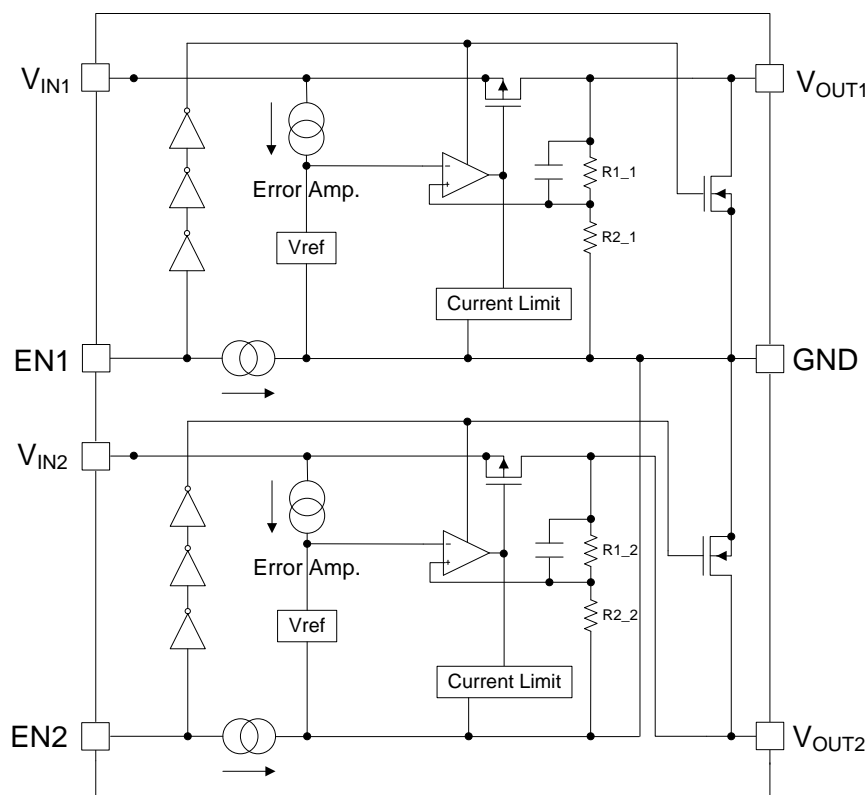 VIN1
VOUT1
Error Amp.
- +
R1_1
R2_1
Vref
Current Limit
EN1
GND
VIN2
Error Amp.
- +
R1_2
R2_2
Vref
Current Limit
EN2
VOUT2